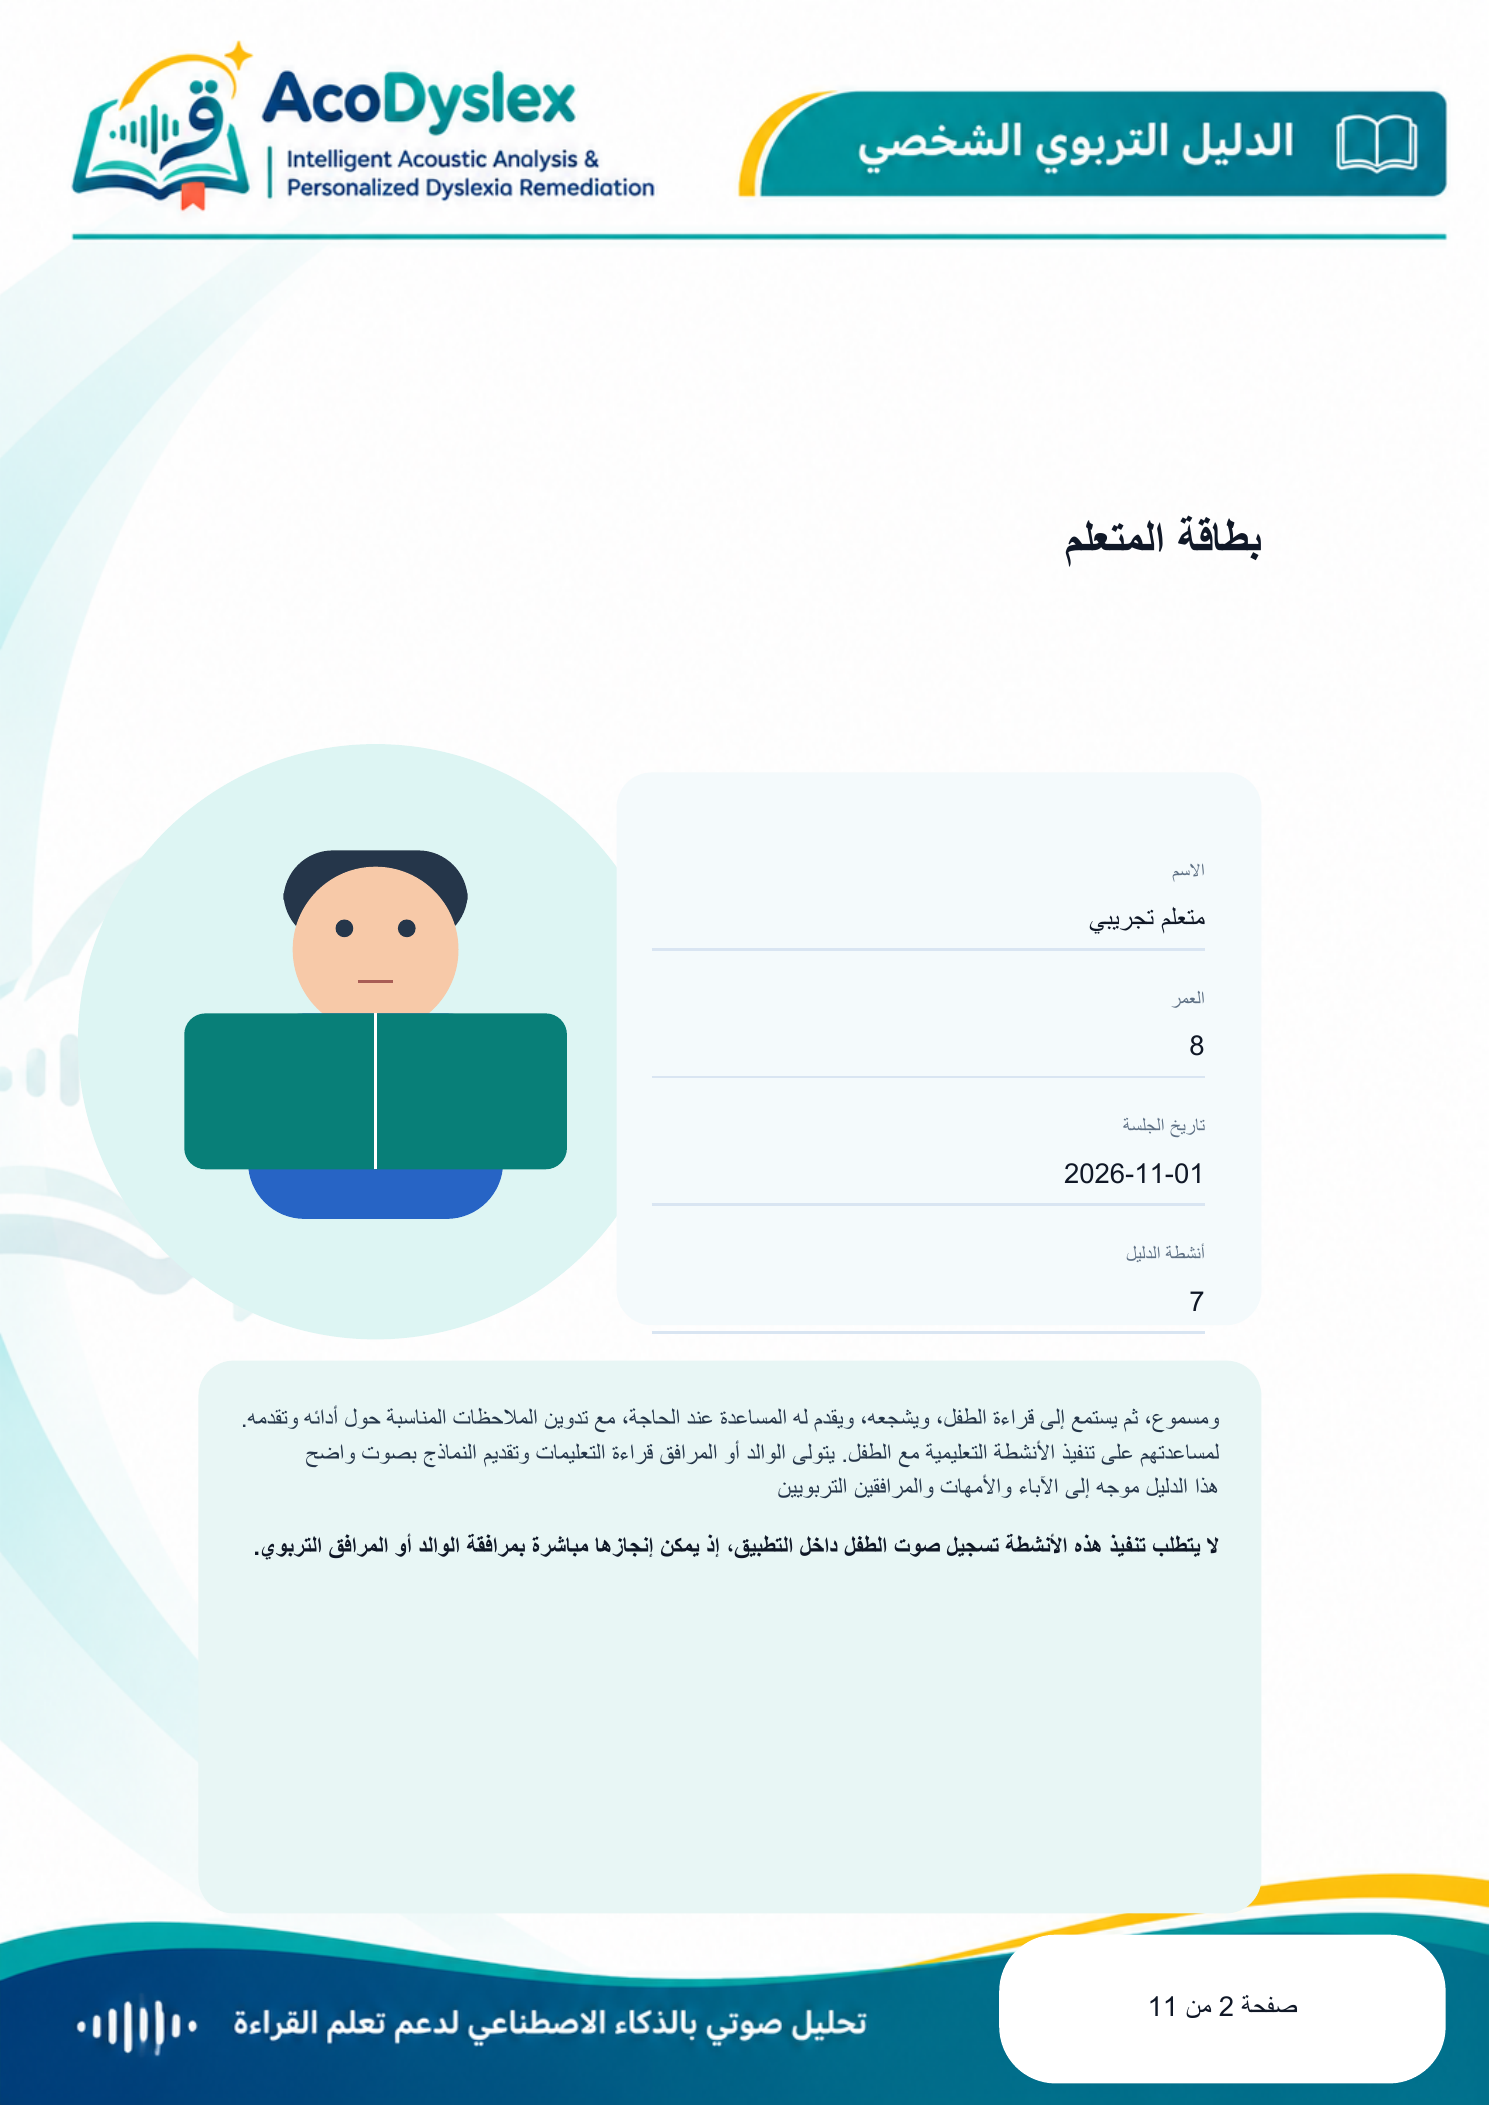 AcoDyslex
Intelligent Acoustic Analysis &
Personalized Dyslexia Remediation
الدليل التربوي الشخصي
بطاقة المتعلم
الاسم
متعلم تجريبي
العمر
8
تاريخ الجلسة
2026-11-01
أنشطة الدليل
7
ومسموع، ثم يستمع إلى قراءة الطفل، ويشجعه، ويقدم له المساعدة عند الحاجة، مع تدوين الملاحظات المناسبة حول أدائه وتقدمه.
لمساعدتهم على تنفيذ الأنشطة التعليمية مع الطفل. يتولى الوالد أو المرافق قراءة التعليمات وتقديم النماذج بصوت واضح
هذا الدليل موجه إلى الآباء والأمهات والمرافقين التربويين
لا يتطلب تنفيذ هذه الأنشطة تسجيل صوت الطفل داخل التطبيق، إذ يمكن إنجازها مباشرة بمرافقة الوالد أو المرافق التربوي.
صفحة 2 من 11
تحليل صوتي بالذكاء الاصطناعي لدعم تعلم القراءة